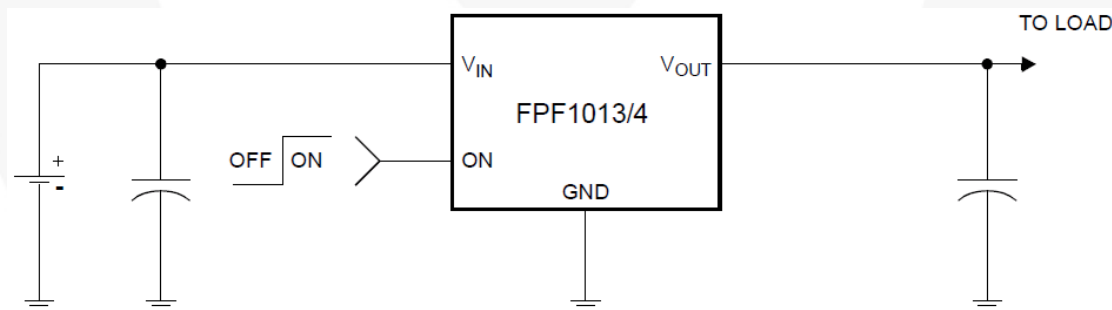 TO LOAD
VIN
VOUT
FPF1013/4
OFF ON
ON
GND
+
-